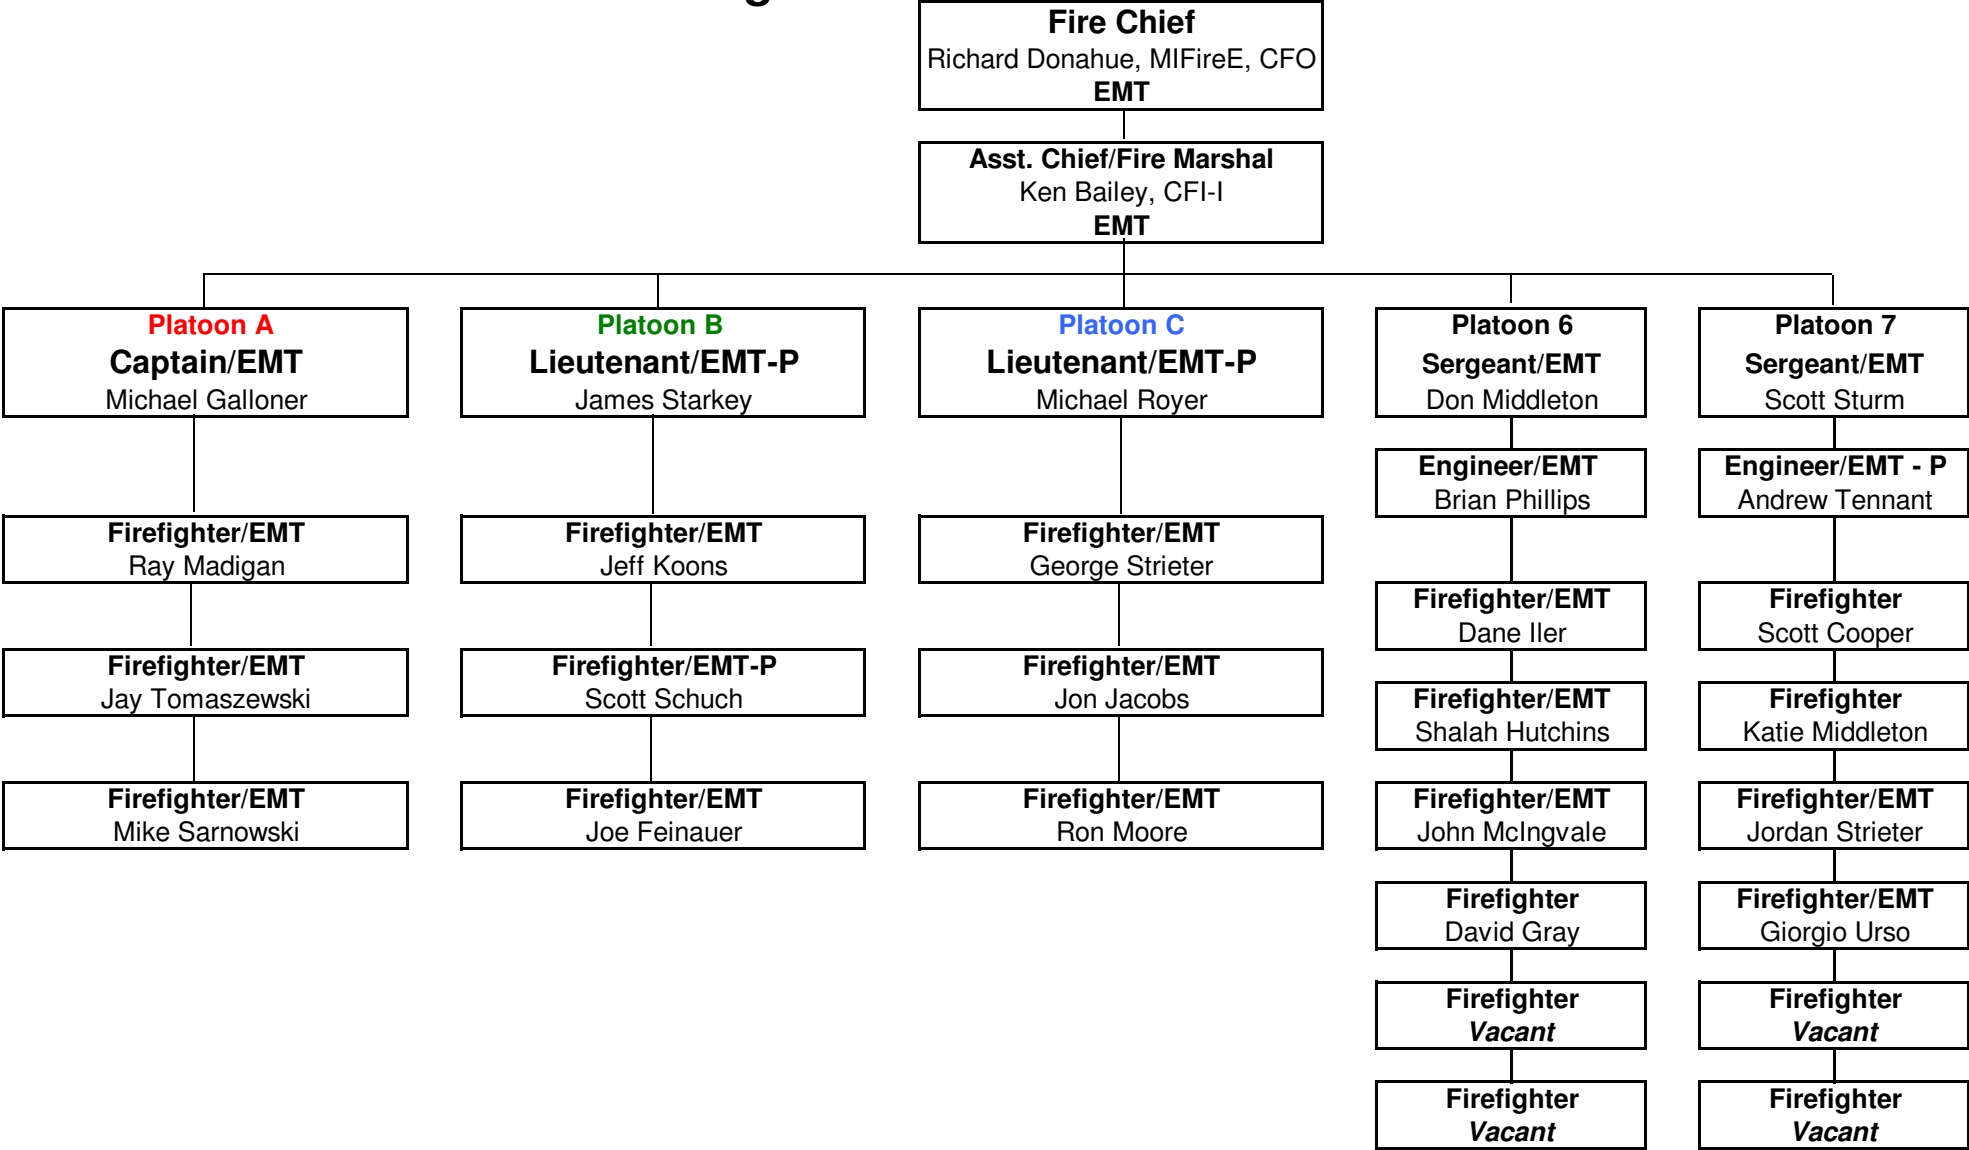 Fire Chief
Richard Donahue, MIFireE, CFO
EMT
Asst. Chief/Fire Marshal
Ken Bailey, CFI-I
EMT
Platoon A
Captain/EMT
Michael Galloner
Firefighter/EMT
Ray Madigan
Firefighter/EMT
Jay Tomaszewski
Firefighter/EMT
Mike Sarnowski
Platoon B
Lieutenant/EMT-P
James Starkey
Firefighter/EMT
Jeff Koons
Firefighter/EMT-P
Scott Schuch
Firefighter/EMT
Joe Feinauer
Platoon C
Lieutenant/EMT-P
Michael Royer
Firefighter/EMT
George Strieter
Firefighter/EMT
Jon Jacobs
Firefighter/EMT
Ron Moore
Platoon 6
Sergeant/EMT
Don Middleton
Engineer/EMT
Brian Phillips
Firefighter/EMT
Dane Iler
Firefighter/EMT
Shalah Hutchins
Firefighter/EMT
John McIngvale
Firefighter
David Gray
Firefighter
Vacant
Firefighter
Vacant
Platoon 7
Sergeant/EMT
Scott Sturm
Engineer/EMT - P
Andrew Tennant
Firefighter
Scott Cooper
Firefighter
Katie Middleton
Firefighter/EMT
Jordan Strieter
Firefighter/EMT
Giorgio Urso
Firefighter
Vacant
Firefighter
Vacant